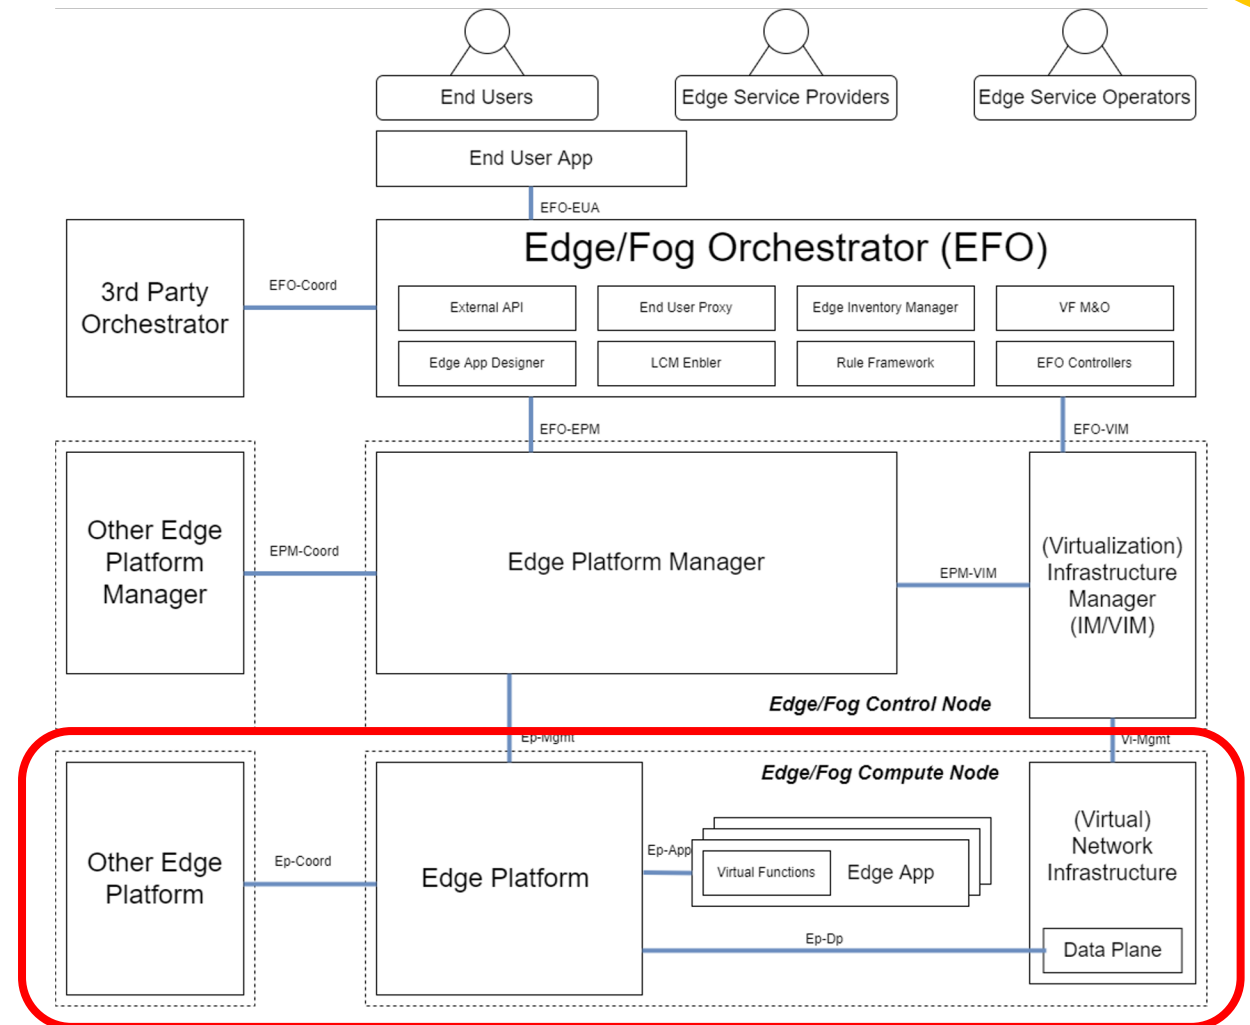 End Users
Edge Service Providers
Edge Service Operators
End User App
EFO-EUA
Edge/Fog Orchestrator (EFO)
3rd Party
Orchestrator
EFO-Coord
External API
End User Proxy
Edge Inventory Manager
VF M&O
Edge App Designer
LCM Enbler
Rule Framework
EFO Controllers
EFO-EPM
EFO-VIM
Other Edge
Platform
Manager
EPM-Coord
Edge Platform Manager
EPM-VIM
(Virtualization)
Infrastructure
Manager
(IM/VIM)
Edge/Fog Control Node
Ep-Mgmt
Vi-Mgmt
Edge/Fog Compute Node
Other Edge
Platform
Ep-Coord
Edge Platform
Ep-App
Virtual Functions
Edge App
(Virtual)
Network
Infrastructure
Ep-Dp
Data Plane